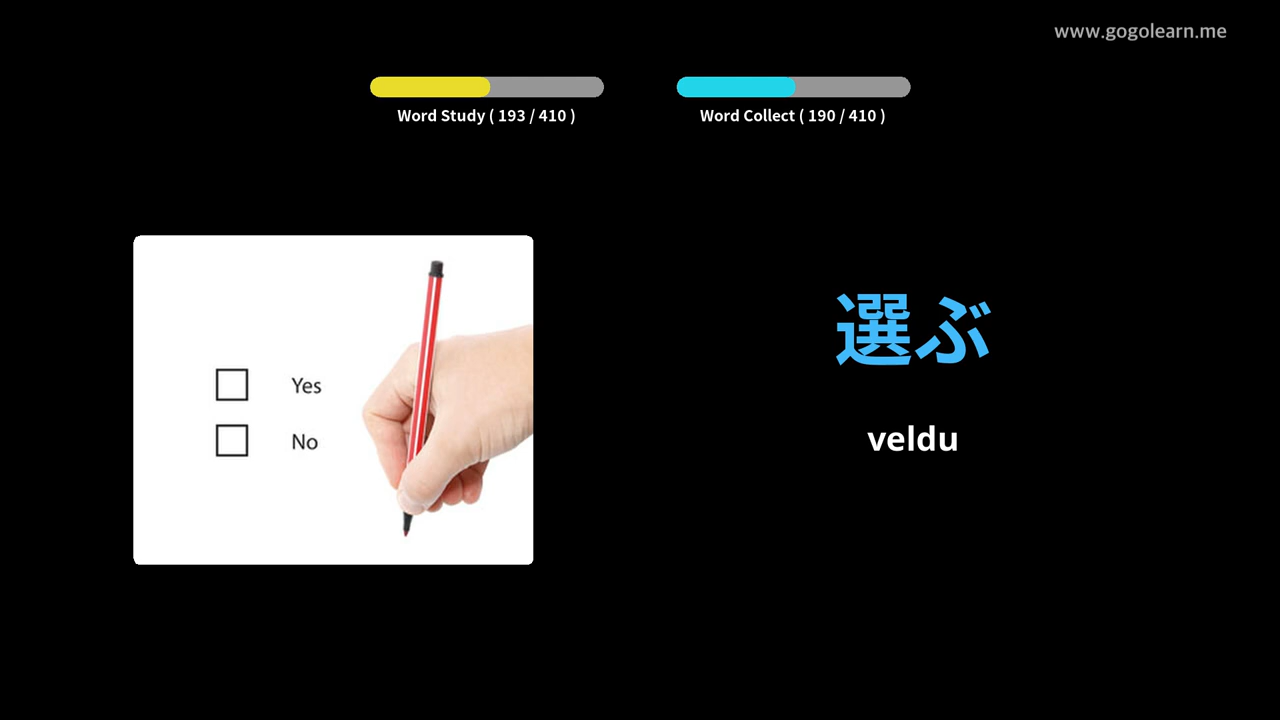 www.gogolearn.me
Word Study ( 193 / 410 )
Word Collect ( 190 / 410 )
Yes
No
選ぶ
veldu